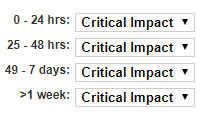 0 - 24 hrs: Critical Impact
25 - 48 hrs: Critical Impact
49 - 7 days: Critical Impact
>1 week: Critical Impact